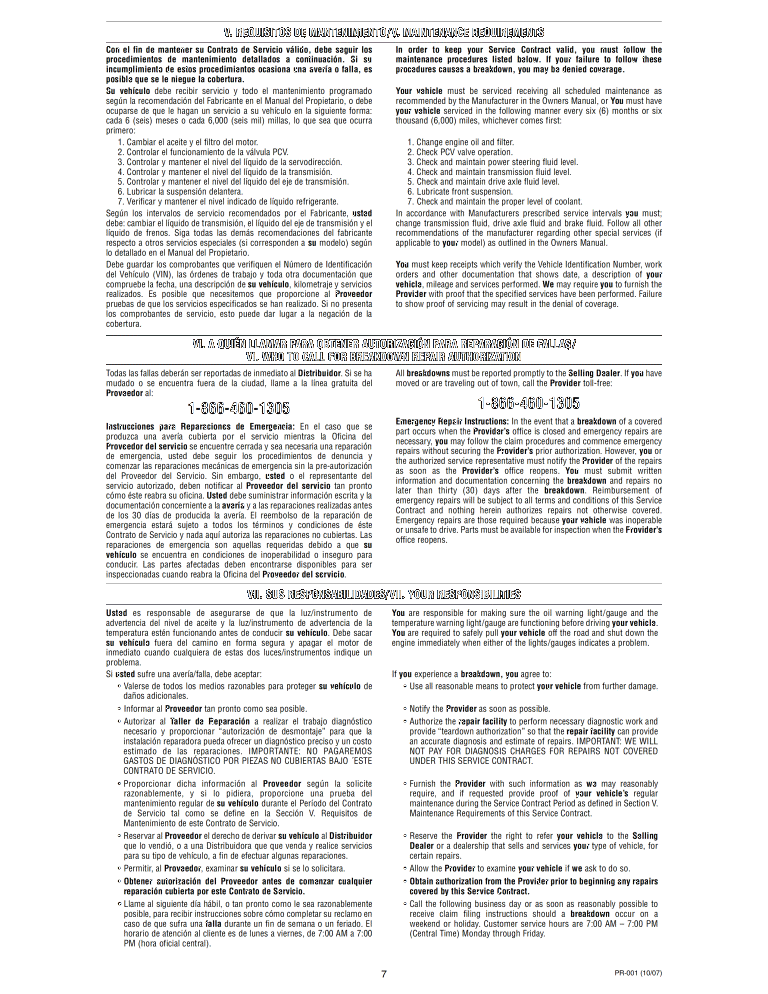 V. REQUISITOS DE MANTENIMIENTO/V. MAINTENANCE REQUIREMENTS
Con el fin de mantener su Contrato de Servicio válido, debe seguir los
procedimientos de mantenimiento detallados a continuación. Si su
incumplimiento de esios procedimientos ocasiona una avería o falla, es
posible que se le niegue la cobertura.
Su vehículo debe recibir servicio y todo el mantenimiento programado
según la recomendación del Fabricante en el Manual del Propietario, o debe
ocuparse de que le hagan un servicio a su vehículo en la siguiente forma:
cada 6 (seis) meses o cada 6,000 (seis mil) millas, lo que sea que ocurra
primero:
1. Cambiar el aceite y el filtro del motor.
2. Controlar el funcionamiento de la válvula PCV.
3. Controlar y mantener el nivel del líquido de la servodirección.
4. Controlar y mantener el nivel del líquido de la transmisión.
5. Controlar y mantener el nivel del líquido del eje de transmisión.
6. Lubricar la suspensión delantera.
7. Verificar y mantener el nivel indicado de líquido refrigerante.
Según los intervalos de servicio recomendados por el Fabricante, usted
debe: cambiar el líquido de transmisión, el líquido del eje de transmisión y el
líquido de frenos. Siga todas las demás recomendaciones del fabricante
respecto a otros servicios especiales (si corresponden a su modelo) según
lo detallado en el Manual del Propietario.
Debe guardar los comprobantes que verifiquen el Número de Identificación
del Vehículo (VIN), las órdenes de trabajo y toda otra documentación que
compruebe la fecha, una descripción de su vehículo, kilometraje y servicios
realizados. Es posible que necesitemos que proporcione al Proveedor
pruebas de que los servicios especificados se han realizado. Si no presenta
los comprobantes de servicio, esto puede dar lugar a la negación de la
cobertura.
In order to keep your Service Contract valid, you must follow the
maintenance procedures listed below. If your failure to follow these
procedures causes a breakdown, you may be denied coverage.
Your vehicle must be serviced receiving all scheduled maintenance as
recommended by the Manufacturer in the Owners Manual, or You must have
your vehicle serviced in the following manner every six (6) months or six
thousand (6,000) miles, whichever comes first:
1. Change engine oil and filter.
2. Check PCV valve operation.
3. Check and maintain power steering fluid level.
4. Check and maintain transmission fluid level.
5. Check and maintain drive axle fluid level.
6. Lubricate front suspension.
7. Check and maintain the proper level of coolant.
In accordance with Manufacturers prescribed service intervals you must;
change transmission fluid, drive axle fluid and brake fluid. Follow all other
recommendations of the manufacturer regarding other special services (if
applicable to your model) as outlined in the Owners Manual.
You must keep receipts which verify the Vehicle Identification Number, work
orders and other documentation that shows date, a description of your
vehicle, mileage and services performed. We may require you to furnish the
Provider with proof that the specified services have been performed. Failure
to show proof of servicing may result in the denial of coverage.
VI. A QUIÉN LLAMAR PARA OBTENER AUTORIZACIÓN PARA REPARACIÓN DE FALLAS/
VI. WHO TO CALL FOR BREAKDOWN REPAIR AUTHORIZATION
Todas las fallas deberán ser reportadas de inmediato al Distribuidor. Si se ha
mudado o se encuentra fuera de la ciudad, llame a la línea gratuita del
Proveedor al:
1-866-460-1305
Instrucciones para Reparaciones de Emergencia: En el caso que se
produzca una avería cubierta por el servicio mientras la Oficina del
Proveedor del servicio se encuentre cerrada y sea necesaria una reparación
de emergencia, usted debe seguir los procedimientos de denuncia y
comenzar las reparaciones mecánicas de emergencia sin la pre-autorización
del Proveedor del Servicio. Sin embargo, usted o el representante del
servicio autorizado, deben notificar al Proveedor del servicio tan pronto
cómo éste reabra su oficina. Usted debe suministrar información escrita y la
documentación concerniente a la avería y a las reparaciones realizadas antes
de los 30 días de producida la avería. El reembolso de la reparación de
emergencia estará sujeto a todos los términos y condiciones de éste
Contrato de Servicio y nada aquí autoriza las reparaciones no cubiertas. Las
reparaciones de emergencia son aquellas requeridas debido a que su
vehículo se encuentra en condiciones de inoperabilidad o inseguro para
conducir. Las partes afectadas deben encontrarse disponibles para ser
inspeccionadas cuando reabra la Oficina del Proveedor del servicio.
All breakdowns must be reported promptly to the Selling Dealer. If you have
moved or are traveling out of town, call the Provider toll-free:
1-866-460-1305
Emergency Repair Instructions: In the event that a breakdown of a covered
part occurs when the Provider's office is closed and emergency repairs are
necessary, you may follow the claim procedures and commence emergency
repairs without securing the Provider's prior authorization. However, you or
the authorized service representative must notify the Provider of the repairs
as soon as the Provider's office reopens. You must submit written
information and documentation concerning the breakdown and repairs no
later than thirty (30) days after the breakdown. Reimbursement of
emergency repairs will be subject to all terms and conditions of this Service
Contract and nothing herein authorizes repairs not otherwise covered.
Emergency repairs are those required because your vehicle was inoperable
or unsafe to drive. Parts must be available for inspection when the Provider's
office reopens.
VII. SUS RESPONSABILIDADES/VII. YOUR RESPONSIBILITIES
Usted es responsable de asegurarse de que la luz/instrumento de
advertencia del nivel de aceite y la luz/instrumento de advertencia de la
temperatura estén funcionando antes de conducir su vehículo. Debe sacar
su vehículo fuera del camino en forma segura y apagar el motor de
inmediato cuando cualquiera de estas dos luces/instrumentos indique un
problema.
Si usted sufre una avería/falla, debe aceptar:
° Valerse de todos los medios razonables para proteger su vehículo de
daños adicionales.
° Informar al Proveedor tan pronto como sea posible.
° Autorizar al Taller de Reparación a realizar el trabajo diagnóstico
necesario y proporcionar “autorización de desmontaje” para que la
instalación reparadora pueda ofrecer un diagnóstico preciso y un costo
estimado de las reparaciones. IMPORTANTE: NO PAGAREMOS
GASTOS DE DIAGNÓSTICO POR PIEZAS NO CUBIERTAS BAJO ´ESTE
CONTRATO DE SERVICIO.
° Proporcionar dicha información al Proveedor según la solicite
razonablemente, y si lo pidiera, proporcione una prueba del
mantenimiento regular de su vehículo durante el Período del Contrato
de Servicio tal como se define en la Sección V. Requisitos de
Mantenimiento de este Contrato de Servicio.
° Reservar al Proveedor el derecho de derivar su vehículo al Distribuidor
que lo vendió, o a una Distribuidora que que venda y realice servicios
para su tipo de vehículo, a fin de efectuar algunas reparaciones.
° Permitir, al Proveedor, examinar su vehículo si se lo solicitara.
° Obtener autorización del Proveedor antes de comenzar cualquier
reparación cubierta por este Contrato de Servicio.
° Llame al siguiente día hábil, o tan pronto como le sea razonablemente
posible, para recibir instrucciones sobre cómo completar su reclamo en
caso de que sufra una falla durante un fin de semana o un feriado. El
horario de atención al cliente es de lunes a viernes, de 7:00 AM a 7:00
PM (hora oficial central).
You are responsible for making sure the oil warning light/gauge and the
temperature warning light/gauge are functioning before driving your vehicle.
You are required to safely pull your vehicle off the road and shut down the
engine immediately when either of the lights/gauges indicates a problem.
If you experience a breakdown, you agree to:
° Use all reasonable means to protect your vehicle from further damage.
° Notify the Provider as soon as possible.
° Authorize the repair facility to perform necessary diagnostic work and
provide “teardown authorization” so that the repair facility can provide
an accurate diagnosis and estimate of repairs. IMPORTANT: WE WILL
NOT PAY FOR DIAGNOSIS CHARGES FOR REPAIRS NOT COVERED
UNDER THIS SERVICE CONTRACT.
° Furnish the Provider with such information as we may reasonably
require, and if requested provide proof of your vehicle's regular
maintenance during the Service Contract Period as defined in Section V.
Maintenance Requirements of this Service Contract.
° Reserve the Provider the right to refer your vehicle to the Selling
Dealer or a dealership that sells and services your type of vehicle, for
certain repairs.
° Allow the Provider to examine your vehicle if we ask to do so.
° Obtain authorization from the Provider prior to beginning any repairs
covered by this Service Contract.
° Call the following business day or as soon as reasonably possible to
receive claim filing instructions should a breakdown occur on a
weekend or holiday. Customer service hours are 7:00 AM – 7:00 PM
(Central Time) Monday through Friday.
7
PR-001 (10/07)